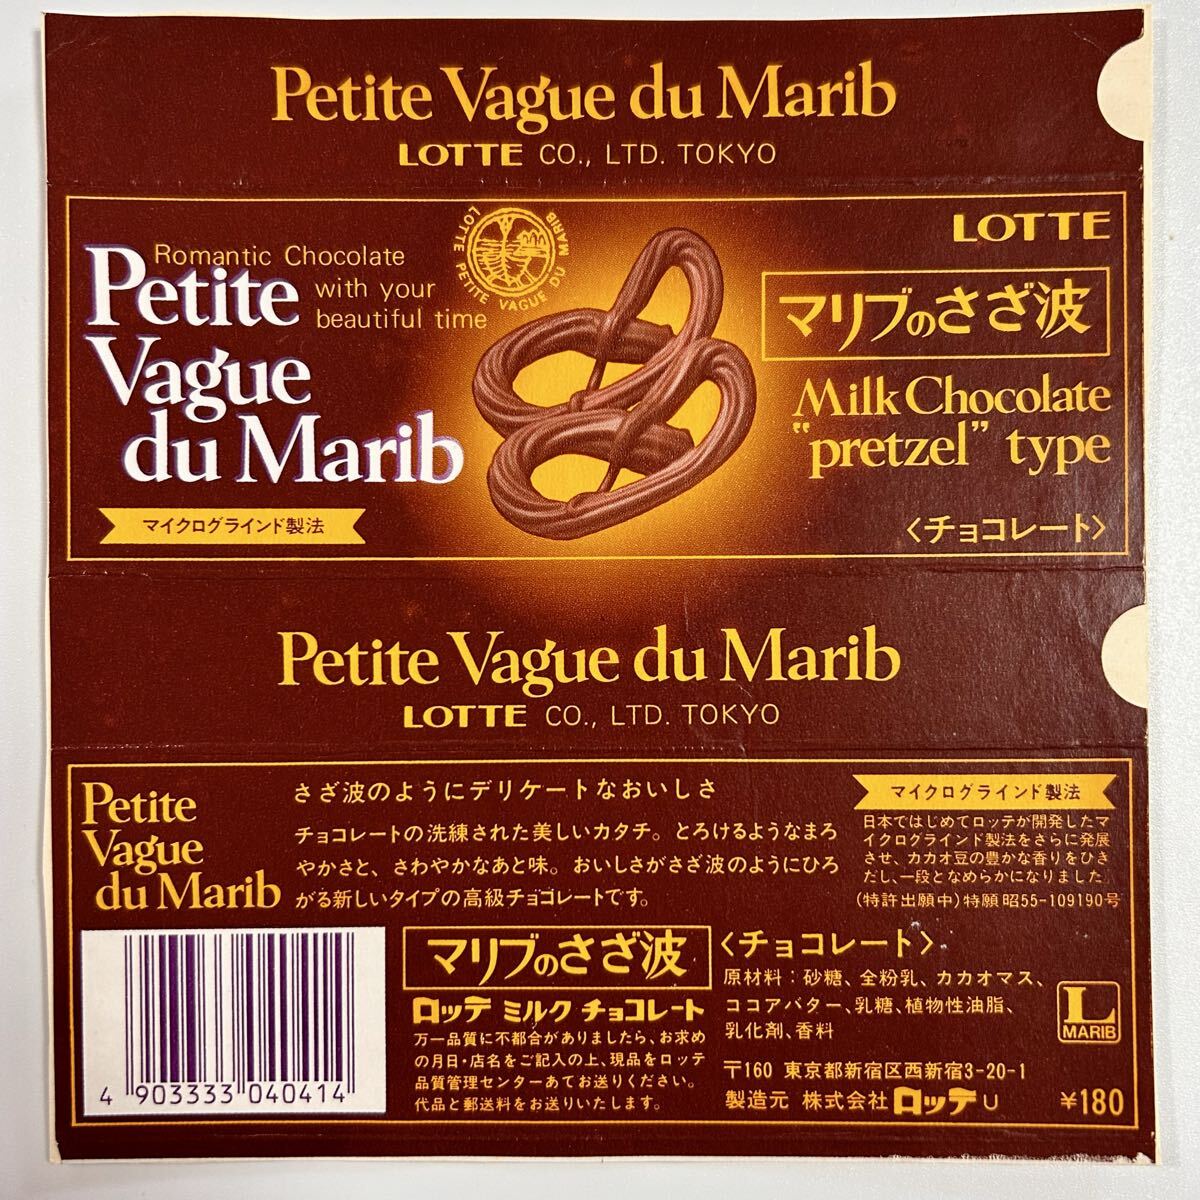 Petite Vague du Marib
LOTTE CO., LTD. TOKYO
LOTTE
Romantic Chocolate
with your
beautiful time
Petite
Vague
du Marib
LOTTE PETITE VAGUE DU MARIB
マリブのさざ波
Milk Chocolate
"pretzel" type
マイクログラインド製法
〈チョコレート〉
Petite Vague du Marib
LOTTE CO., LTD. TOKYO
Petite
Vague
du Marib
さざ波のようにデリケートなおいしさ
チョコレートの洗練された美しいカタチ。とろけるようなまろ
やかさと、さわやかなあと味。おいしさがさざ波のようにひろ
がる新しいタイプの高級チョコレートです。
マイクログラインド製法
日本ではじめてロッテが開発したマ
イクログラインド製法をさらに発展
させ、カカオ豆の豊かな香りをひき
だし、一段となめらかになりました。
(特許出願中)特願昭55-109190号
4 903333 040414
マリブのさざ波
ロッテ ミルク チョコレート
万一品質に不都合がありましたら、お求め
の月日・店名をご記入の上、現品をロッテ
品質管理センターあてお送りください。
代品と郵送料をお送りいたします。
〈チョコレート〉
原材料：砂糖、全粉乳、カカオマス、
ココアバター、乳糖、植物性油脂、
乳化剤、香料
L
MARIB
〒160 東京都新宿区西新宿3-20-1
製造元 株式会社 ロッテ U
¥180